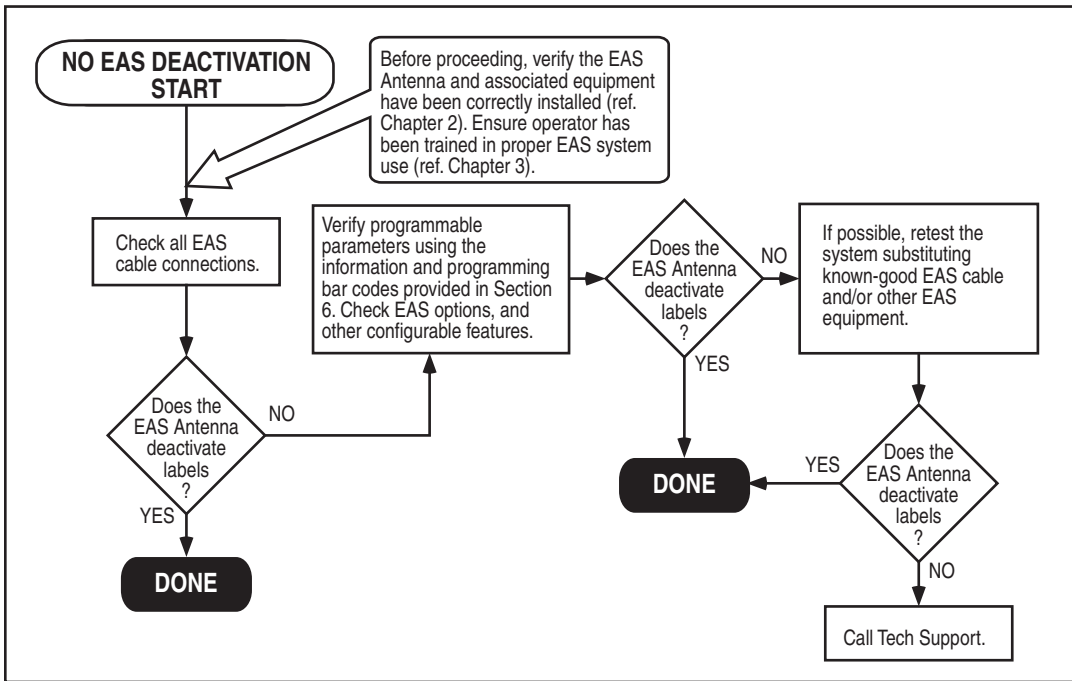 NO EAS DEACTIVATION
START
Before proceeding, verify the EAS
Antenna and associated equipment
have been correctly installed (ref.
Chapter 2). Ensure operator has
been trained in proper EAS system
use (ref. Chapter 3).
Check all EAS
cable connections.
Does the
EAS Antenna
deactivate
labels
?
YES
DONE
NO
Verify programmable
parameters using the
information and programming
bar codes provided in Section
6. Check EAS options, and
other configurable features.
Does the
EAS Antenna
deactivate
labels
?
YES
DONE
NO
If possible, retest the
system substituting
known-good EAS cable
and/or other EAS
equipment.
Does the
EAS Antenna
deactivate
labels
?
YES
NO
Call Tech Support.